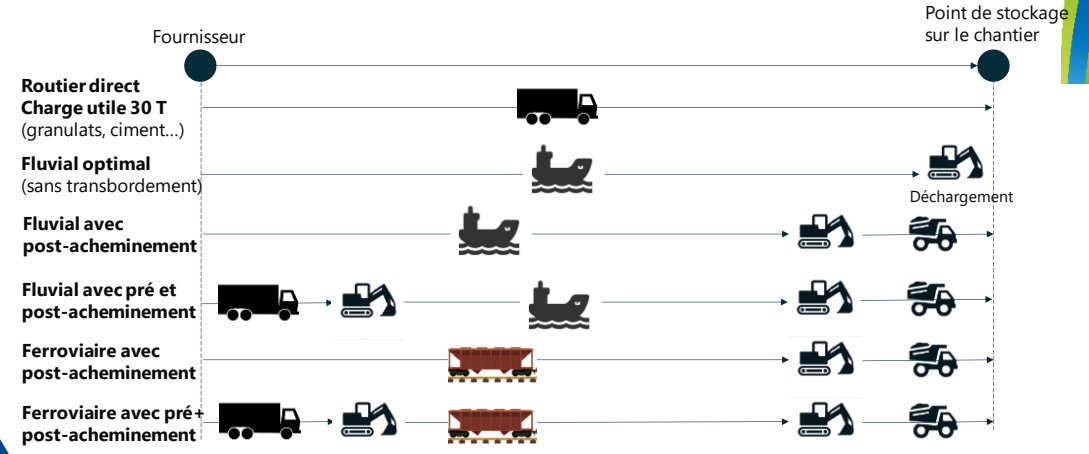 Fournisseur
Point de stockage
sur le chantier
Routier direct
Charge utile 30 T
(granulats, ciment...)
Fluvial optimal
(sans transbordement)
Déchargement
Fluvial avec
post-acheminement
Fluvial avec pré et
post-acheminement
Ferroviaire avec
post-acheminement
Ferroviaire avec pré+
post-acheminement